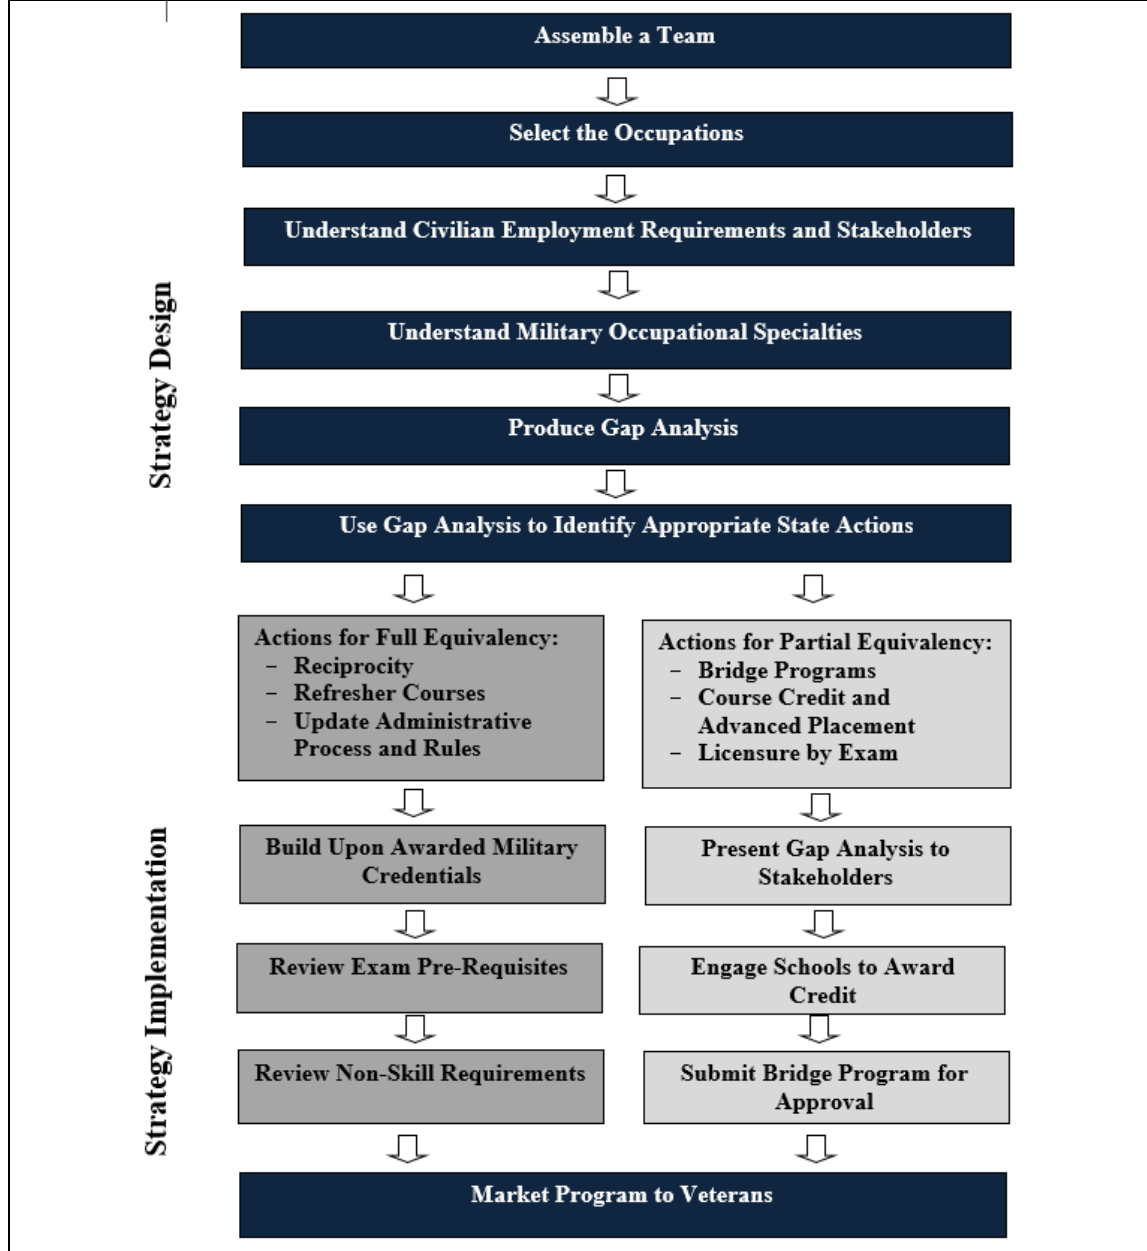 Assemble a Team
Select the Occupations
Understand Civilian Employment Requirements and Stakeholders
Understand Military Occupational Specialties
Produce Gap Analysis
Use Gap Analysis to Identify Appropriate State Actions
Strategy Design
Actions for Full Equivalency:
– Reciprocity
– Refresher Courses
– Update Administrative
Process and Rules
Build Upon Awarded Military
Credentials
Review Exam Pre-Requisites
Review Non-Skill Requirements
Actions for Partial Equivalency:
– Bridge Programs
– Course Credit and
Advanced Placement
– Licensure by Exam
Present Gap Analysis to
Stakeholders
Engage Schools to Award
Credit
Submit Bridge Program for
Approval
Strategy Implementation
Market Program to Veterans